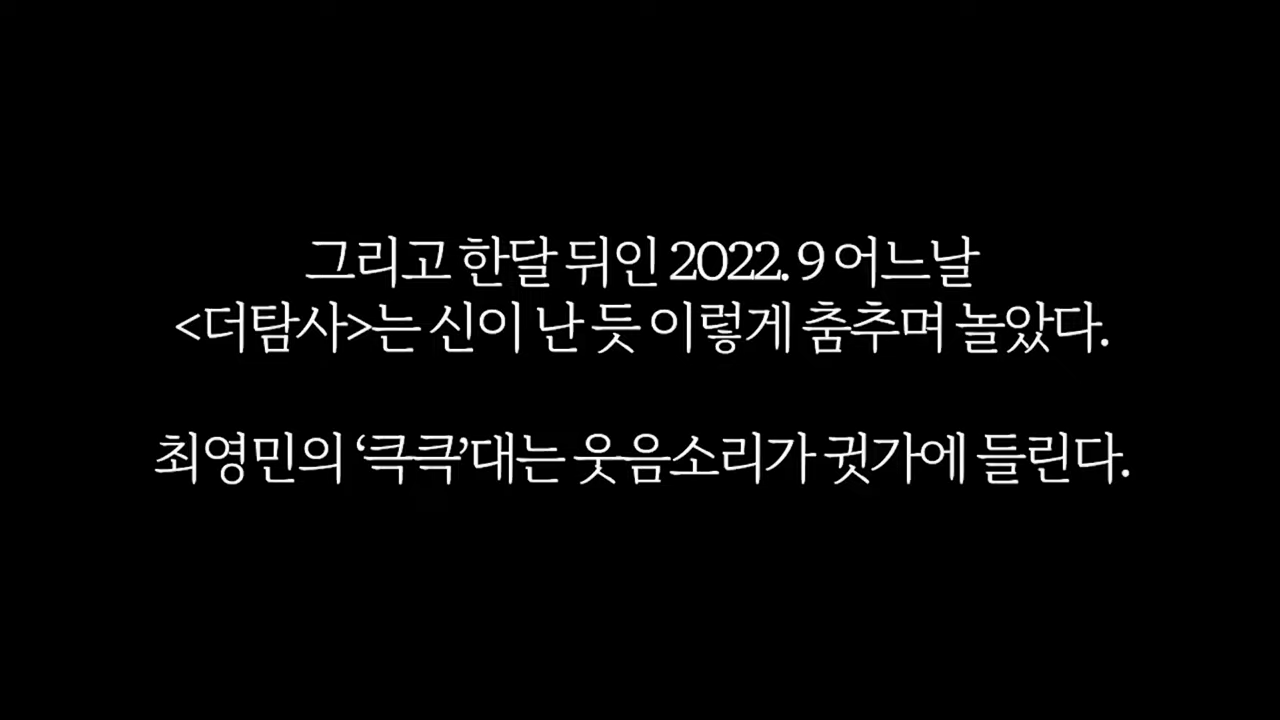 그리고 한달 뒤인 2022. 9 어느날
<더탐사>는 신이 난 듯 이렇게 춤추며 놀았다.
최영민의 ‘큭큭’대는 웃음소리가 귓가에 들린다.